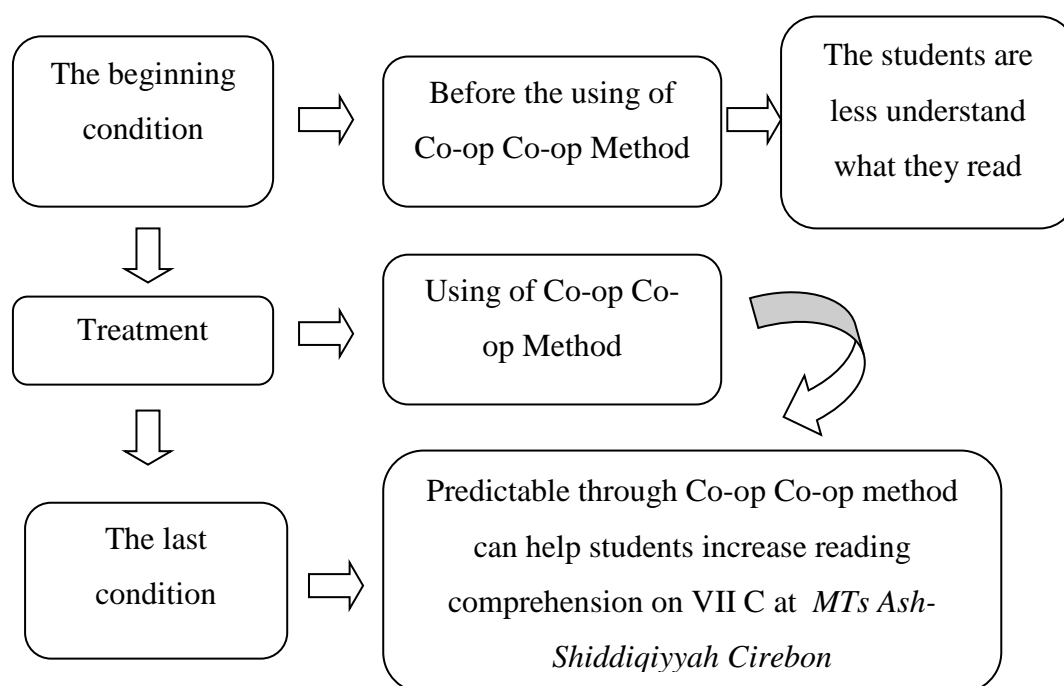 The beginning
condition
Before the using of
Co-op Co-op Method
The students are
less understand
what they read
Treatment
Using of Co-op Co-
op Method
The last
condition
Predictable through Co-op Co-op method
can help students increase reading
comprehension on VII C at MTs Ash-
Shiddiqiyyah Cirebon